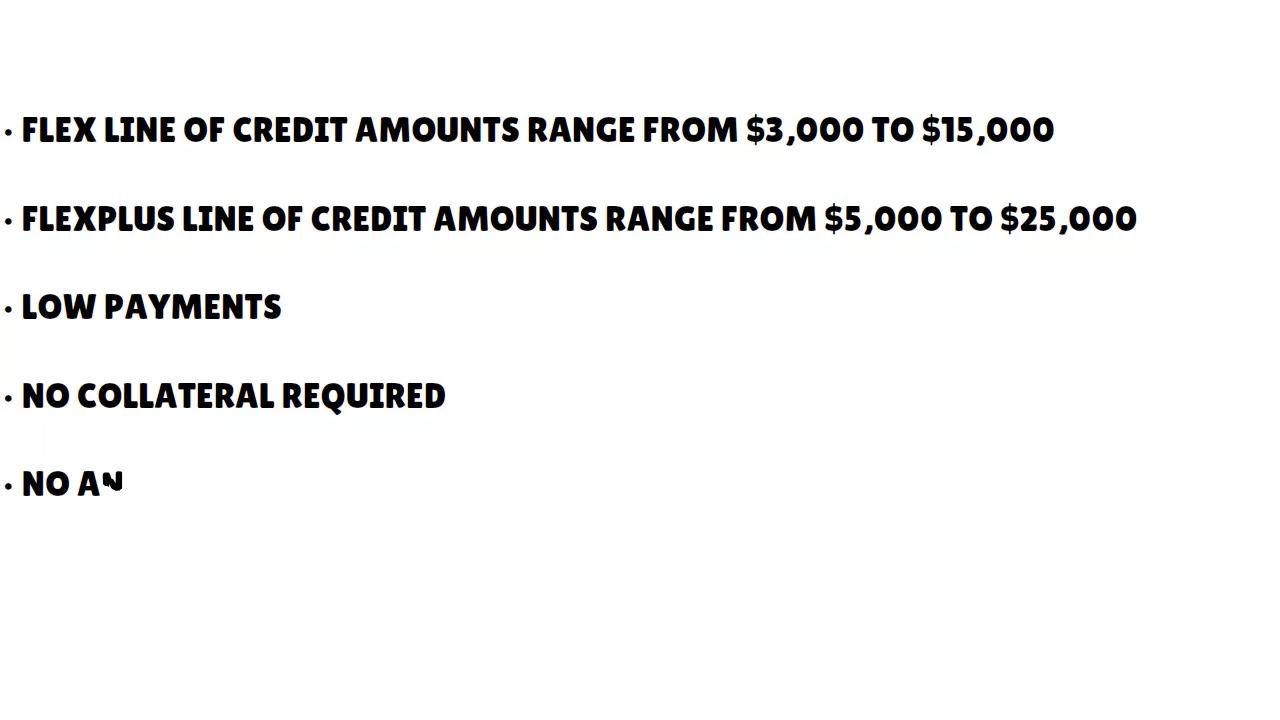 · FLEX LINE OF CREDIT AMOUNTS RANGE FROM $3,000 TO $15,000
· FLEXPLUS LINE OF CREDIT AMOUNTS RANGE FROM $5,000 TO $25,000
· LOW PAYMENTS
· NO COLLATERAL REQUIRED
· NO